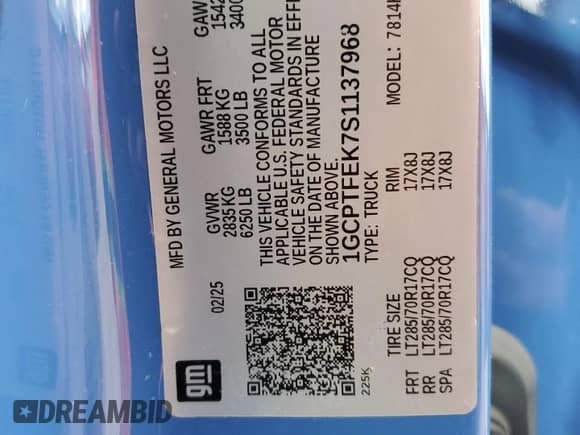 MFD BY GENERAL MOTORS LLC
02/25
gm
GVWR GAWR FRT
2835 KG 1588 KG
6250 LB 3500 LB
THIS VEHICLE CONFORMS TO ALL
APPLICABLE U.S. FEDERAL MOTOR
VEHICLE SAFETY STANDARDS IN
ON THE DATE OF MANUFACTURE
SHOWN ABOVE.
1GCPTFEK7S1137968
TYPE: TRUCK MODEL:
225K
TIRE SIZE RIM
FRT LT285/70R17CQ 17X8J
RR LT285/70R17CQ 17X8J
SPA LT285/70R17CQ 17X8J
DREAMBID